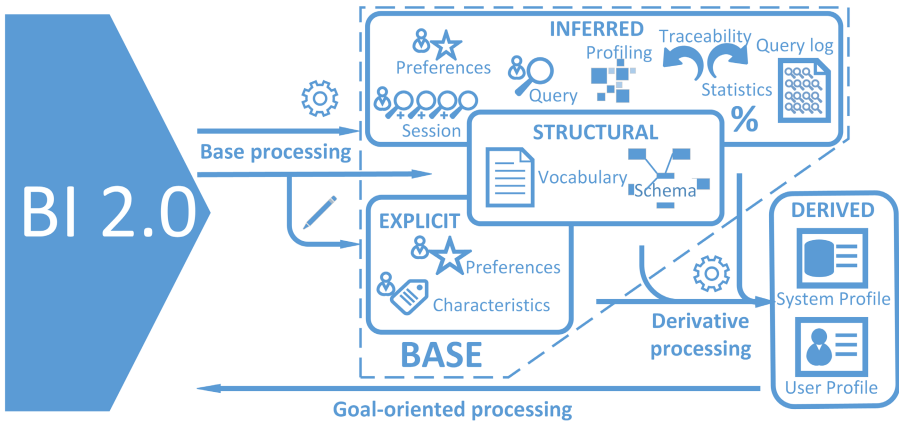 BI 2.0
Base processing
INFERRED
Preferences
Session
Query
Profiling
Traceability
Statistics
%
Query log
STRUCTURAL
Vocabulary
Schema
EXPLICIT
Preferences
Characteristics
BASE
Derivative
processing
DERIVED
System Profile
User Profile
Goal-oriented processing